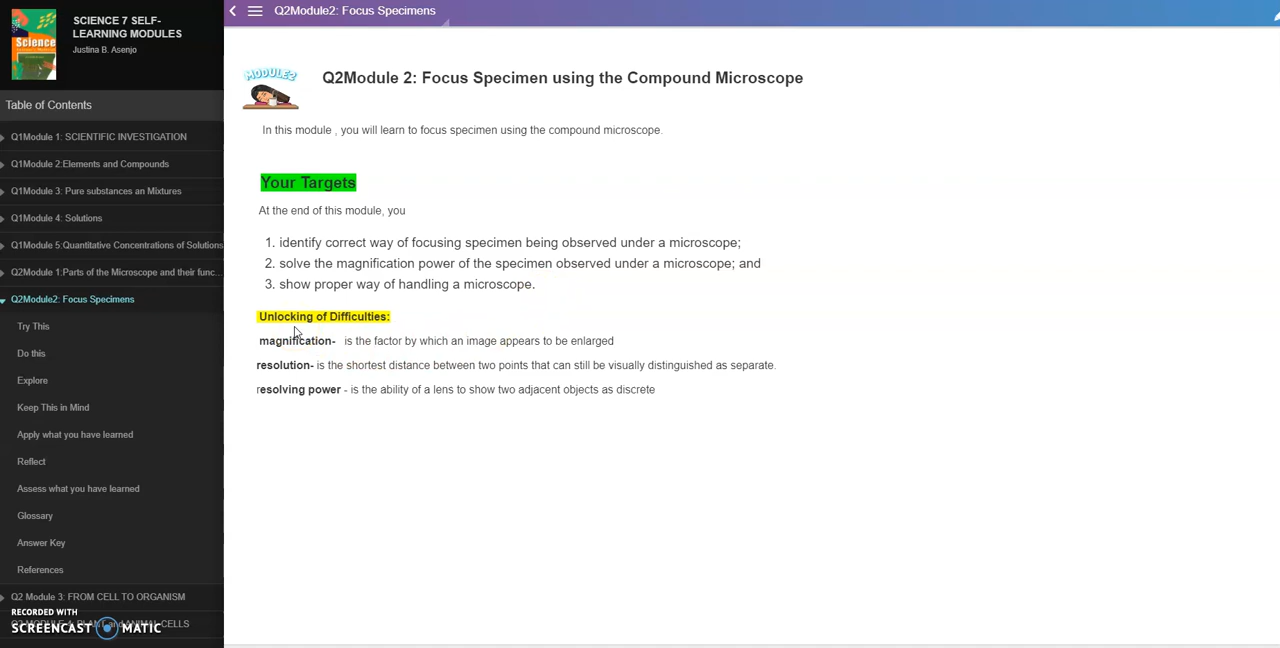 SCIENCE 7 SELF-
LEARNING MODULES
Justina B. Asenjo
Science
Table of Contents
Q1Module 1: SCIENTIFIC INVESTIGATION
Q1Module 2:Elements and Compounds
Q1Module 3: Pure substances an Mixtures
Q1Module 4: Solutions
Q1Module 5:Quantitative Concentrations of Solutions
Q2Module 1:Parts of the Microscope and their func...
Q2Module2: Focus Specimens
Try This
Do this
Explore
Keep This in Mind
Apply what you have learned
Reflect
Assess what you have learned
Glossary
Answer Key
References
Q2 Module 3: FROM CELL TO ORGANISM
RECORDED WITH
SCREENCAST MATIC
Q2 MODULE 4: PLANT and ANIMAL CELLS
Q2Module2: Focus Specimens
MODULE2
Q2Module 2: Focus Specimen using the Compound Microscope
In this module , you will learn to focus specimen using the compound microscope.
Your Targets
At the end of this module, you
1. identify correct way of focusing specimen being observed under a microscope;
2. solve the magnification power of the specimen observed under a microscope; and
3. show proper way of handling a microscope.
Unlocking of Difficulties:
magnification- is the factor by which an image appears to be enlarged
resolution- is the shortest distance between two points that can still be visually distinguished as separate.
resolving power - is the ability of a lens to show two adjacent objects as discrete